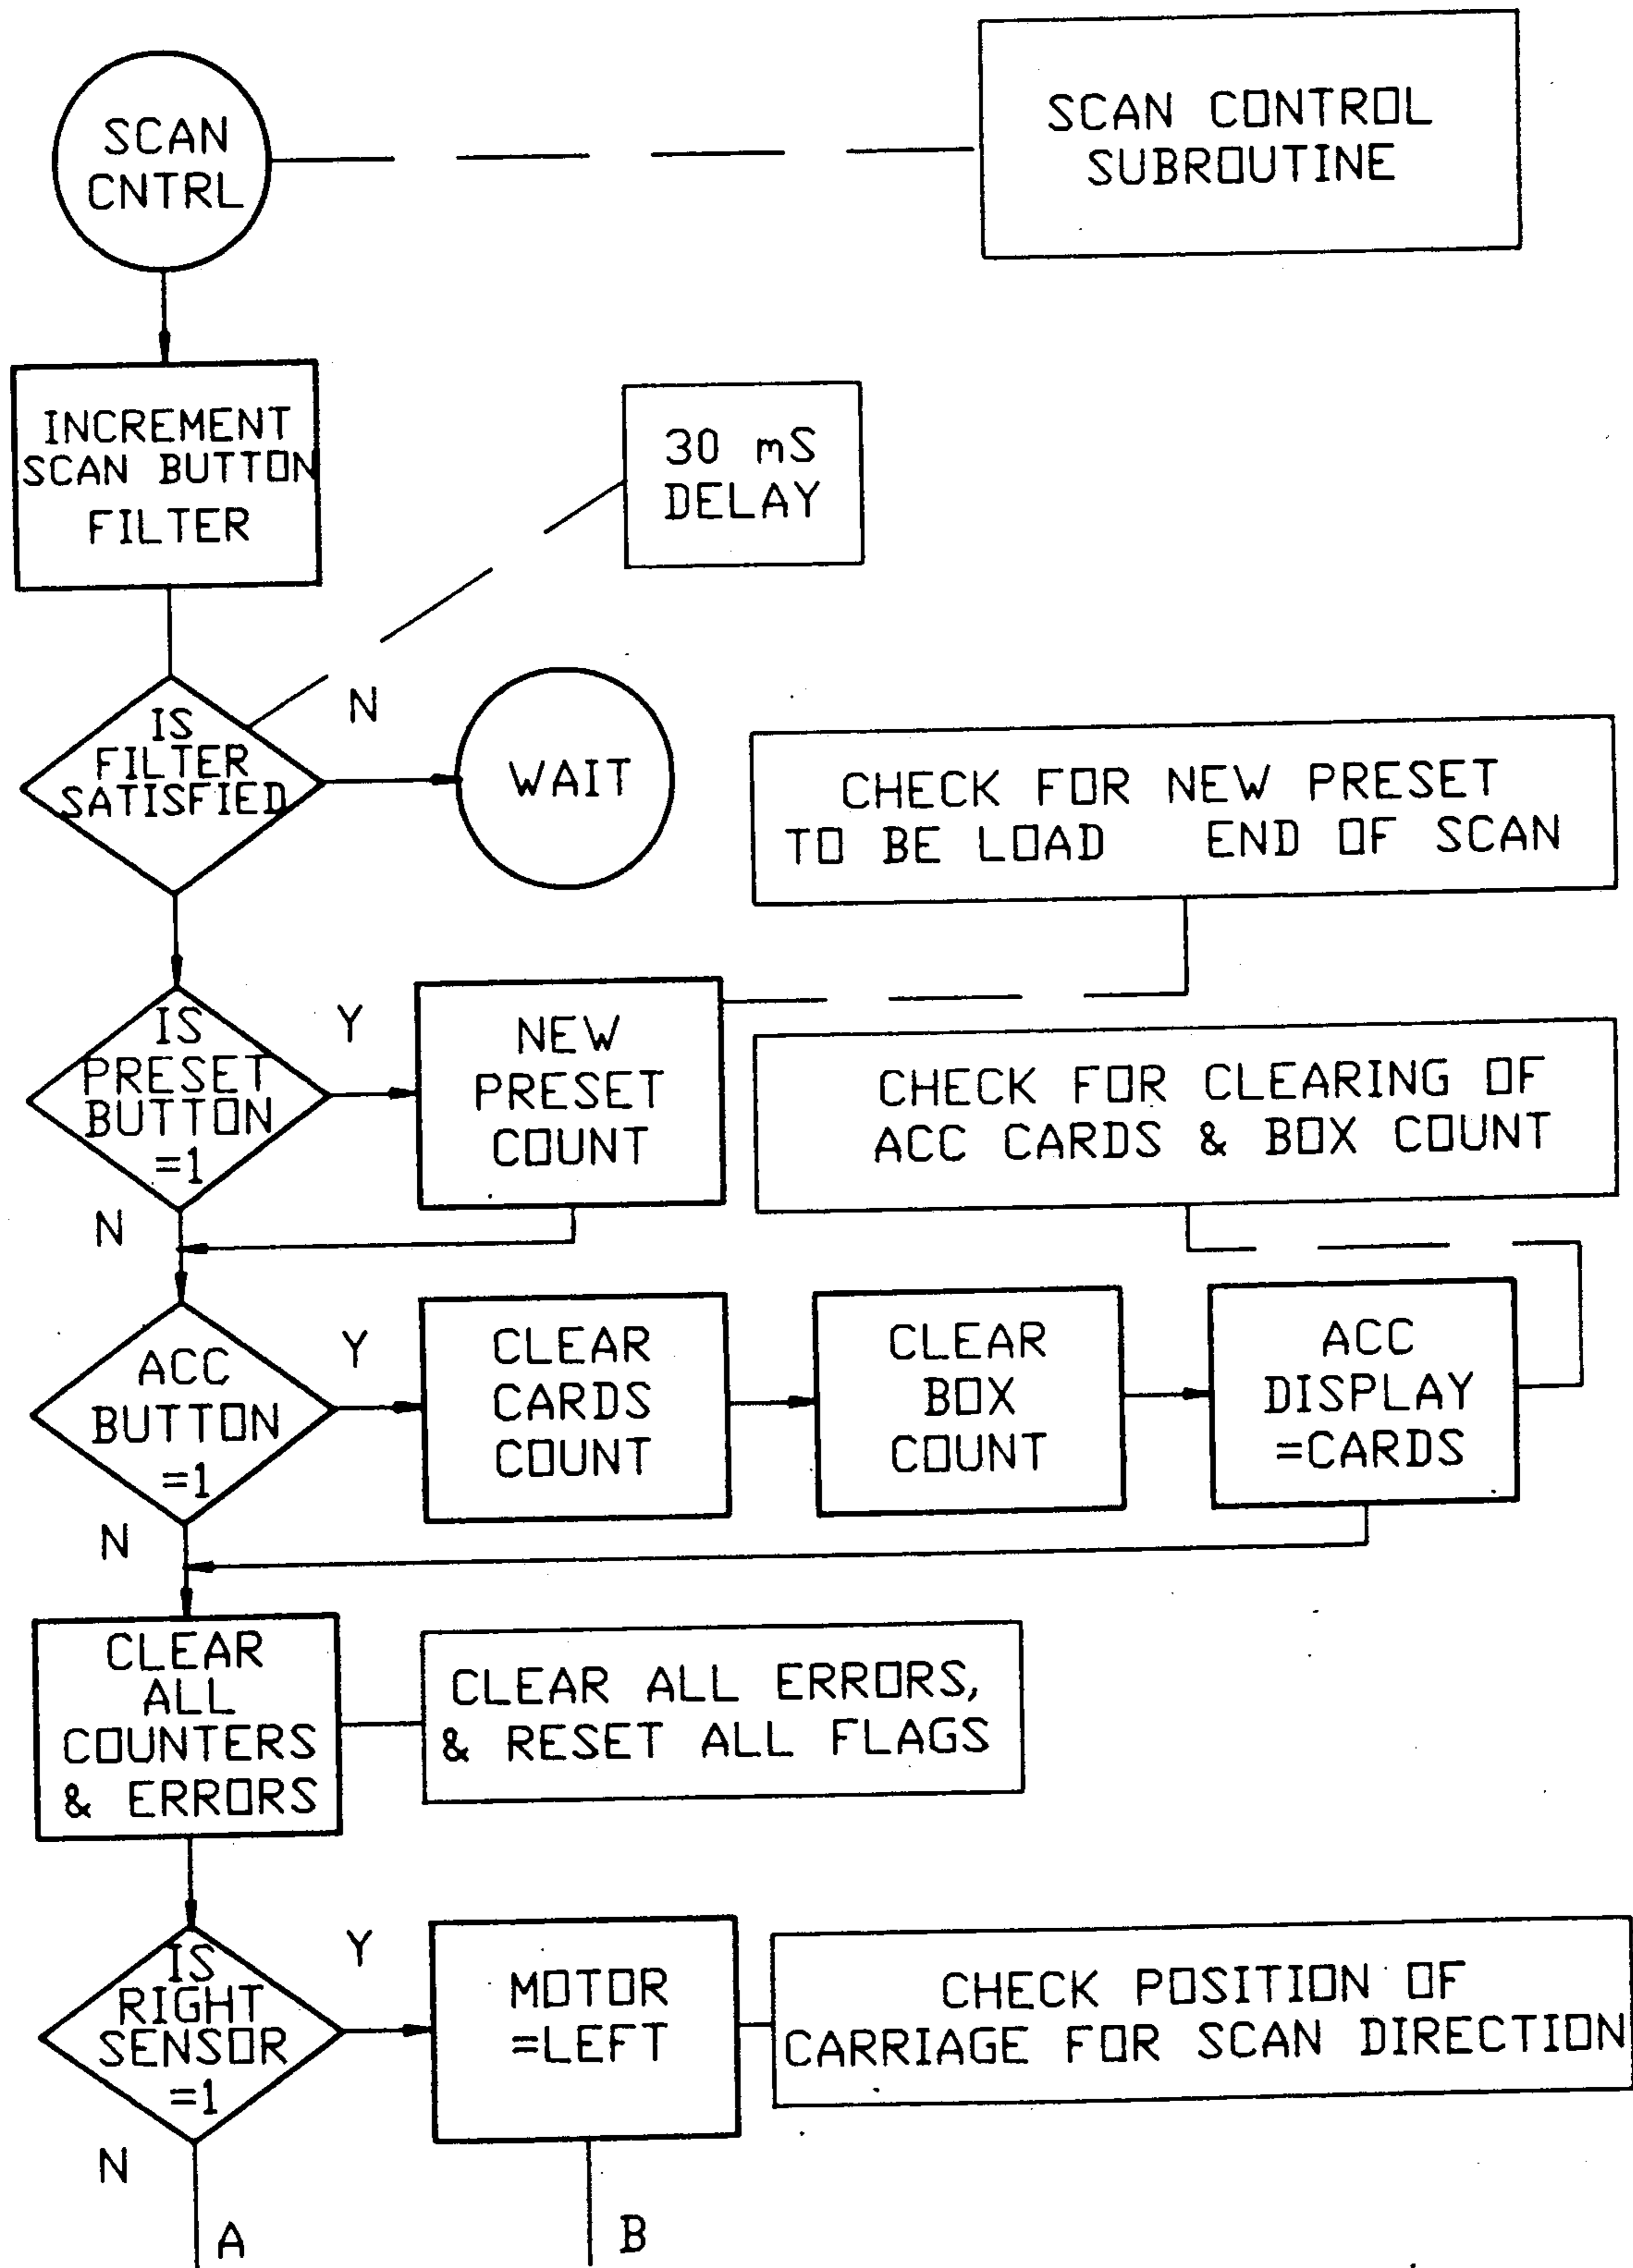 SCAN
CNTRL
SCAN CONTROL
SUBROUTINE
INCREMENT
SCAN BUTTON
FILTER
30 mS
DELAY
IS
FILTER
SATISFIED
N
WAIT
CHECK FOR NEW PRESET
TO BE LOAD END OF SCAN
IS
PRESET
BUTTON
=1
Y
N
NEW
PRESET
COUNT
CHECK FOR CLEARING OF
ACC CARDS & BOX COUNT
ACC
BUTTON
=1
Y
N
CLEAR
CARDS
COUNT
CLEAR
BOX
COUNT
ACC
DISPLAY
=CARDS
CLEAR
ALL
COUNTERS
& ERRORS
CLEAR ALL ERRORS,
& RESET ALL FLAGS
IS
RIGHT
SENSOR
=1
Y
N
MOTOR
=LEFT
CHECK POSITION OF
CARRIAGE FOR SCAN DIRECTION
A
B